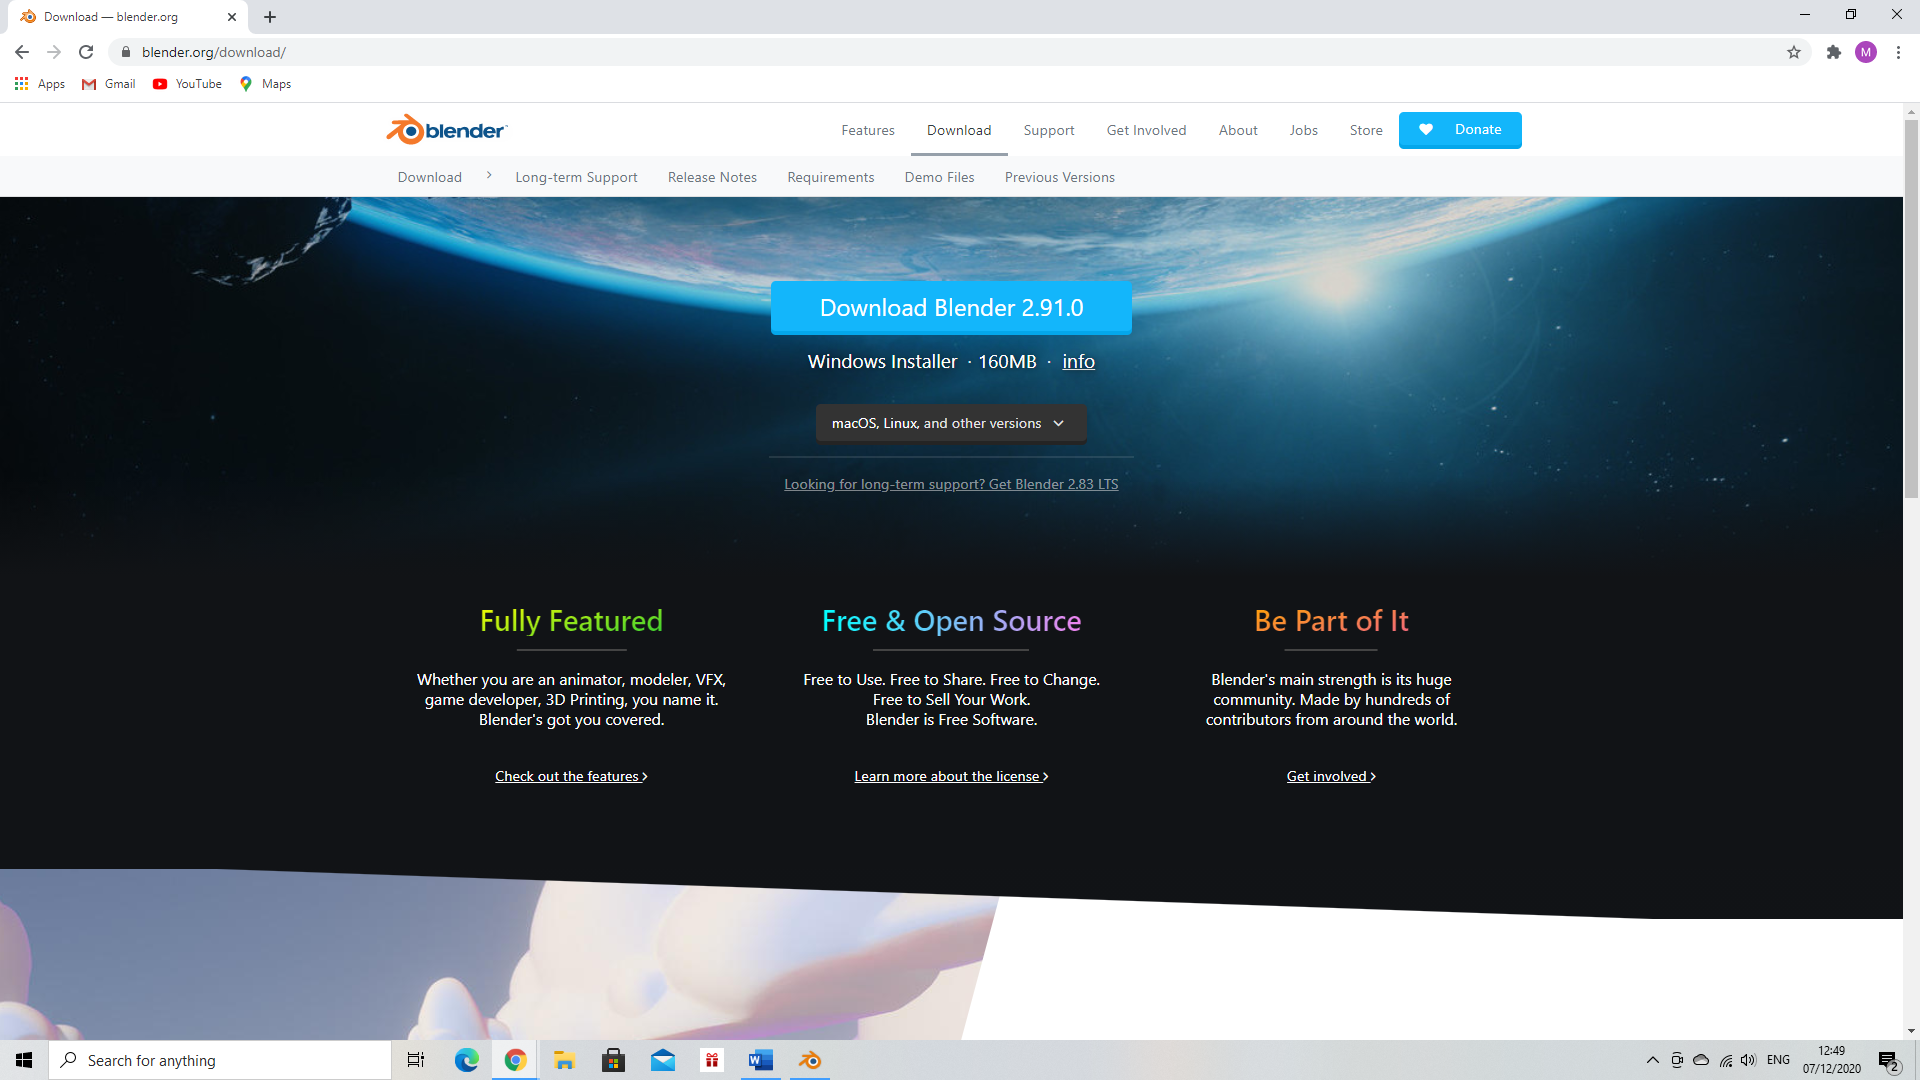 Download — blender.org
blender.org/download/
M
Apps Gmail YouTube Maps
blender
Features Download Support Get Involved About Jobs Store Donate
Download Long-term Support Release Notes Requirements Demo Files Previous Versions
Download Blender 2.91.0
Windows Installer · 160MB · info
macOS, Linux, and other versions
Looking for long-term support? Get Blender 2.83 LTS
Fully Featured
Whether you are an animator, modeler, VFX,
game developer, 3D Printing, you name it.
Blender's got you covered.
Check out the features
Free & Open Source
Free to Use. Free to Share. Free to Change.
Free to Sell Your Work.
Blender is Free Software.
Learn more about the license
Be Part of It
Blender's main strength is its huge
community. Made by hundreds of
contributors from around the world.
Get involved
Search for anything
W
ENG
12:49
07/12/2020
2